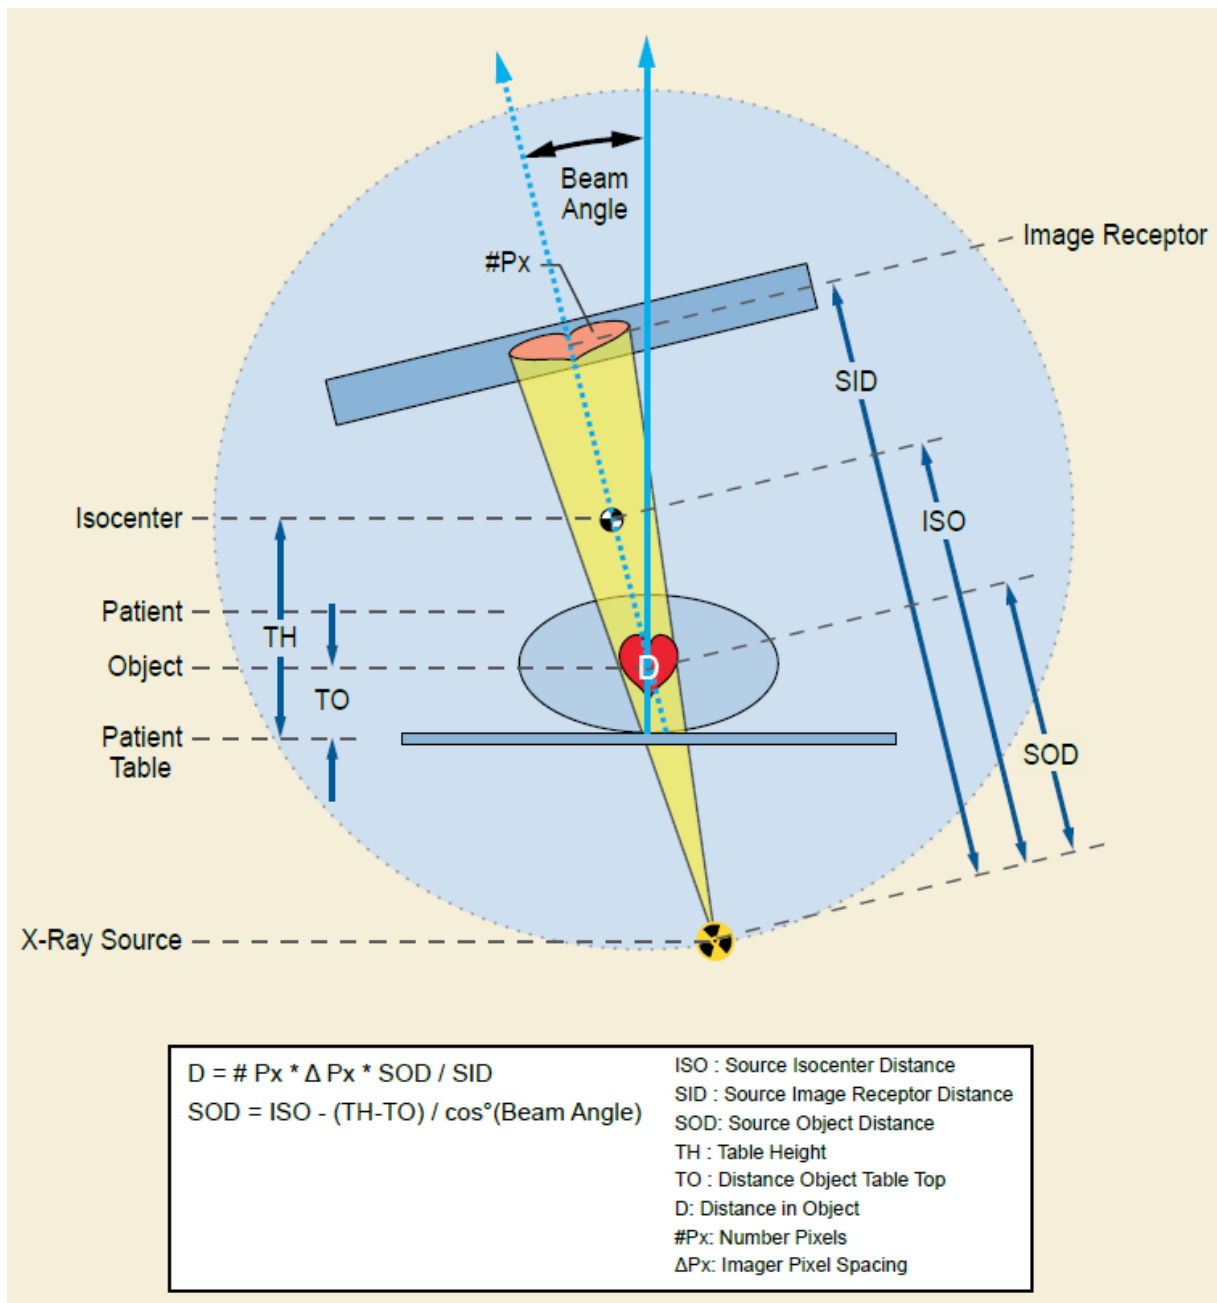 Beam
Angle
Image Receptor
#Px
SID
Isocenter
ISO
Patient
TH
Object
D
TO
Patient
Table
SOD
X-Ray Source
D = # Px * Δ Px * SOD / SID
SOD = ISO - (TH-TO) / cos°(Beam Angle)
ISO : Source Isocenter Distance
SID : Source Image Receptor Distance
SOD: Source Object Distance
TH : Table Height
TO : Distance Object Table Top
D: Distance in Object
#Px: Number Pixels
ΔPx: Imager Pixel Spacing